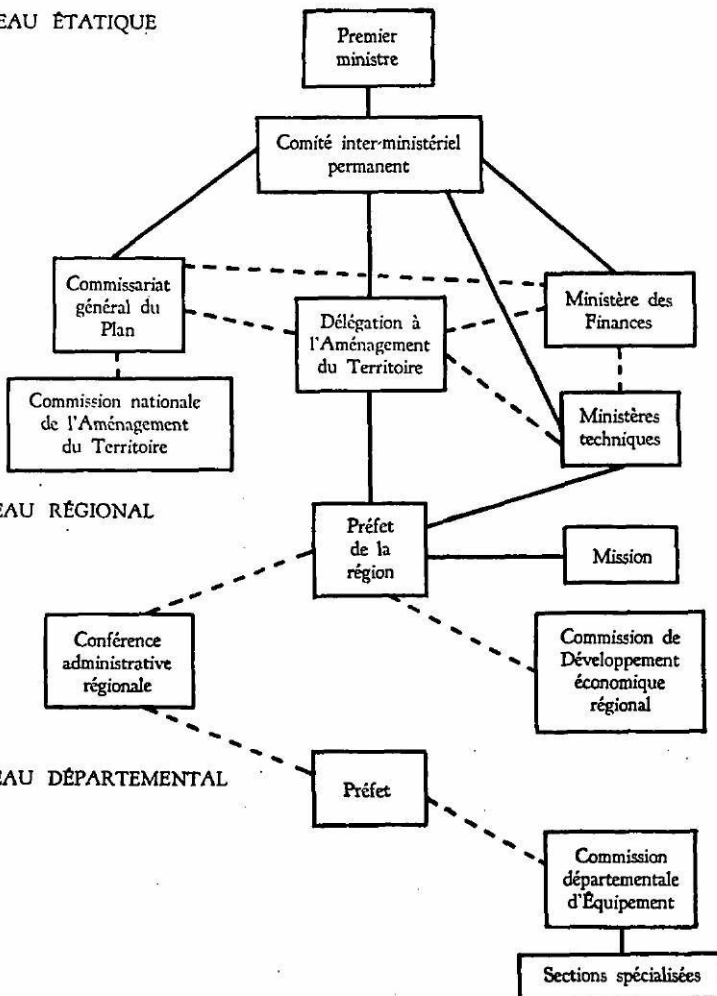 EAU ÉTATIQUE
Premier
ministre
Comité inter-ministériel
permanent
Commissariat
général du
Plan
Délégation à
l'Aménagement
du Territoire
Ministère des
Finances
Commission nationale
de l'Aménagement
du Territoire
Ministères
techniques
EAU RÉGIONAL
Préfet
de la
région
Mission
Conférence
administrative
régionale
Commission de
Développement
économique
régional
EAU DÉPARTEMENTAL
Préfet
Commission
départementale
d'Équipement
Sections spécialisées